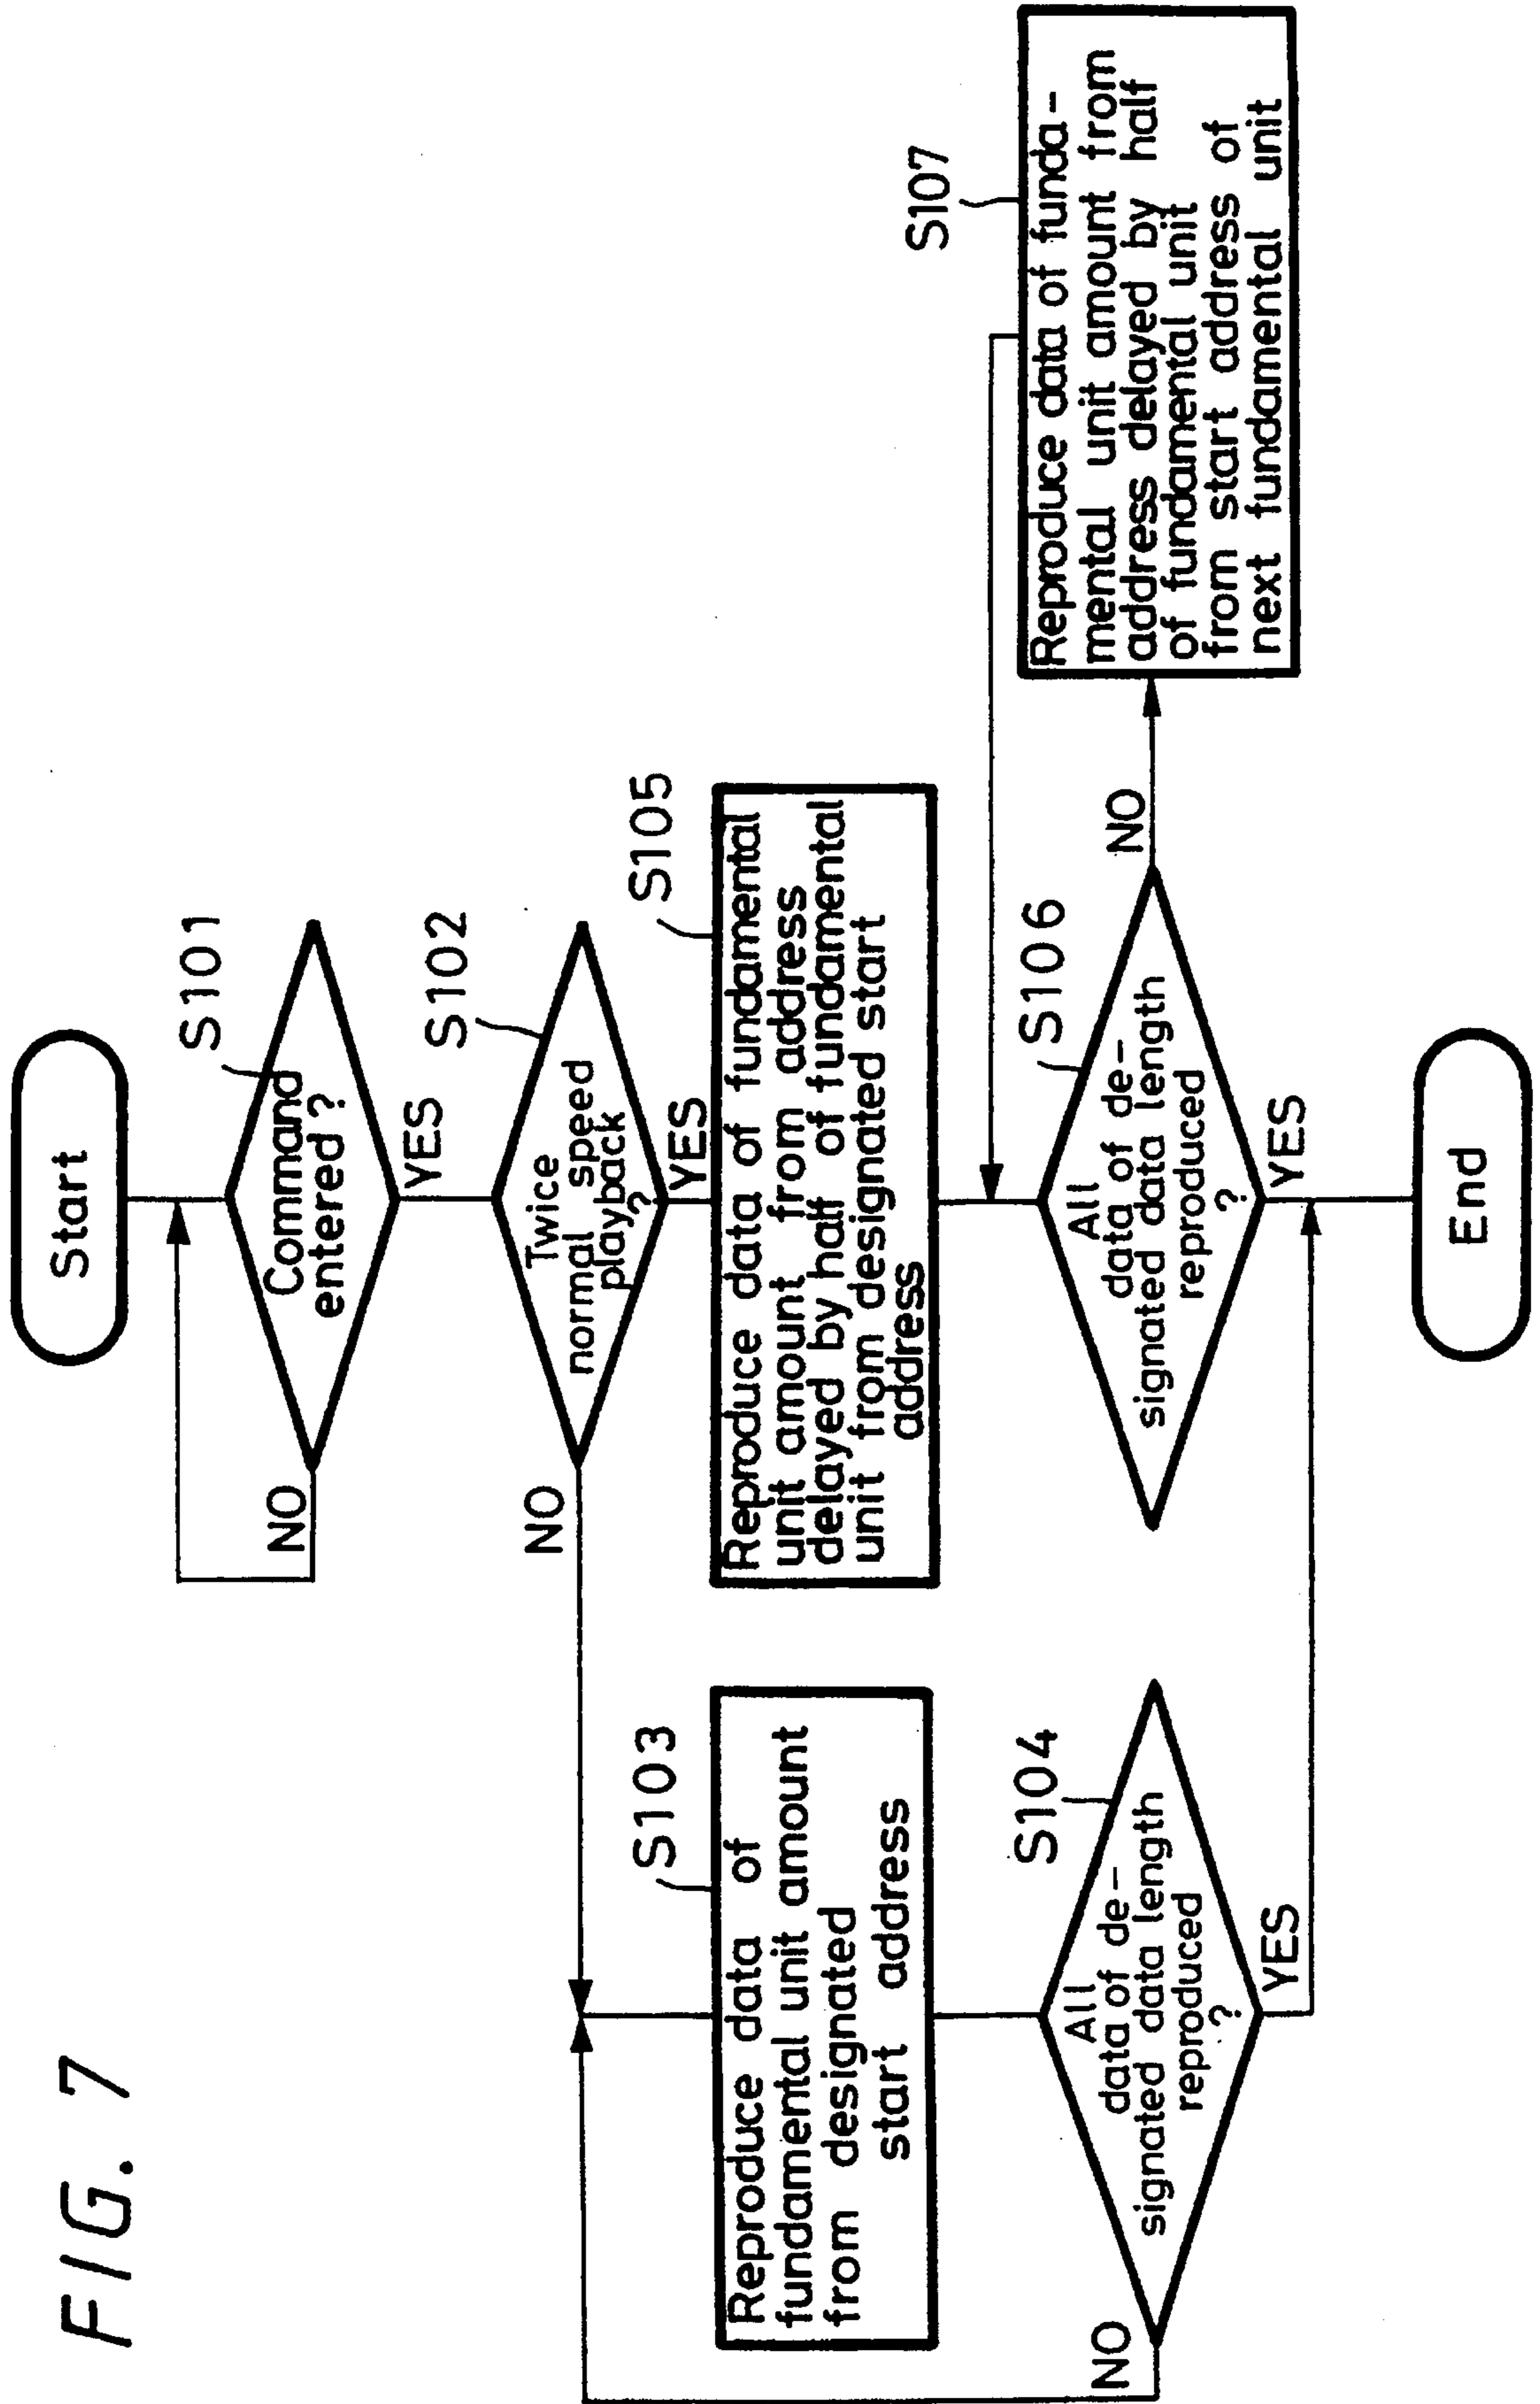 FIG. 7
Start
S101
Command
entered ?
NO
YES
S102
Twice
normal speed
playback
?
NO
YES
S103
Reproduce data of
fundamental unit amount
from designated
start address
S104
All
data of de-
signated data length
reproduced
?
NO
YES
S105
Reproduce data of fundamental
unit amount from address
delayed by half of fundamental
unit from designated start
address
S106
All
data of de-
signated data length
reproduced
?
NO
YES
S107
Reproduce data of funda-
mental unit amount from
address delayed by half
of fundamental unit
from start address of
next fundamental unit
End